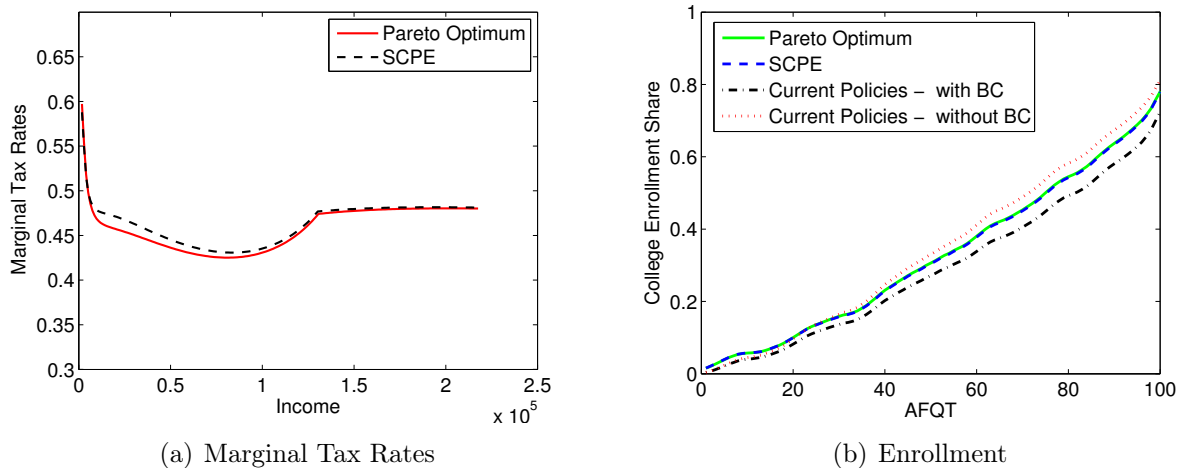 Pareto Optimum
SCPE
Marginal Tax Rates
0.65
0.6
0.55
0.5
0.45
0.4
0.35
0.3
0
0.5
1
1.5
2
2.5
x 10^5
Income
(a) Marginal Tax Rates
Pareto Optimum
SCPE
Current Policies − with BC
Current Policies − without BC
College Enrollment Share
1
0.8
0.6
0.4
0.2
0
0
20
40
60
80
100
AFQT
(b) Enrollment